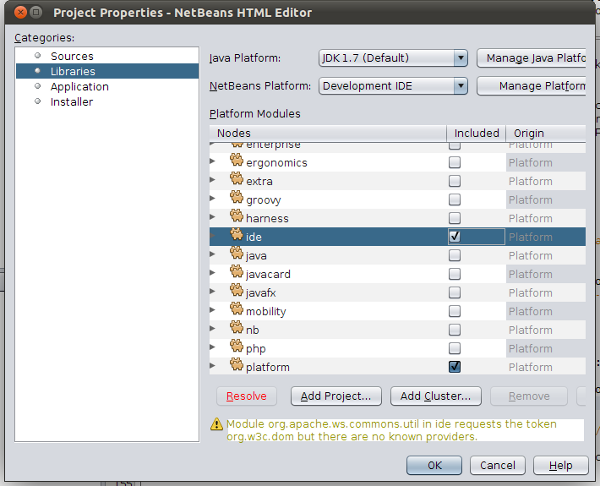 Project Properties - NetBeans HTML Editor
Categories:
Sources
Libraries
Application
Installer
Java Platform: JDK 1.7 (Default) Manage Java Platfo
NetBeans Platform: Development IDE Manage Platform
Platform Modules
Nodes Included Origin
enterprise Platform
ergonomics Platform
extra Platform
groovy Platform
harness Platform
ide Platform
java Platform
javacard Platform
javafx Platform
mobility Platform
nb Platform
php Platform
platform Platform
Resolve Add Project... Add Cluster... Remove
Module org.apache.ws.commons.util in ide requests the token
org.w3c.dom but there are no known providers.
OK Cancel Help